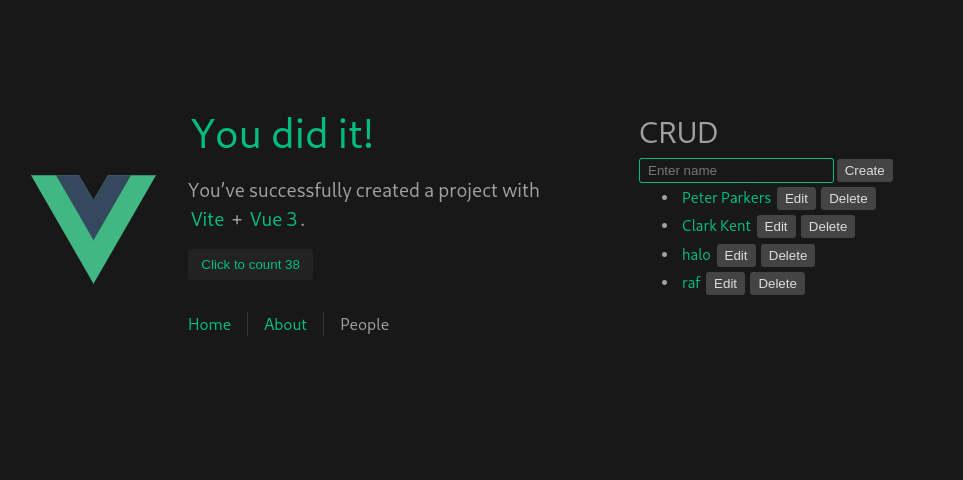 You did it!
You’ve successfully created a project with
Vite + Vue 3.
Click to count 38
Home About People
CRUD
Enter name Create
Peter Parkers Edit Delete
Clark Kent Edit Delete
halo Edit Delete
raf Edit Delete